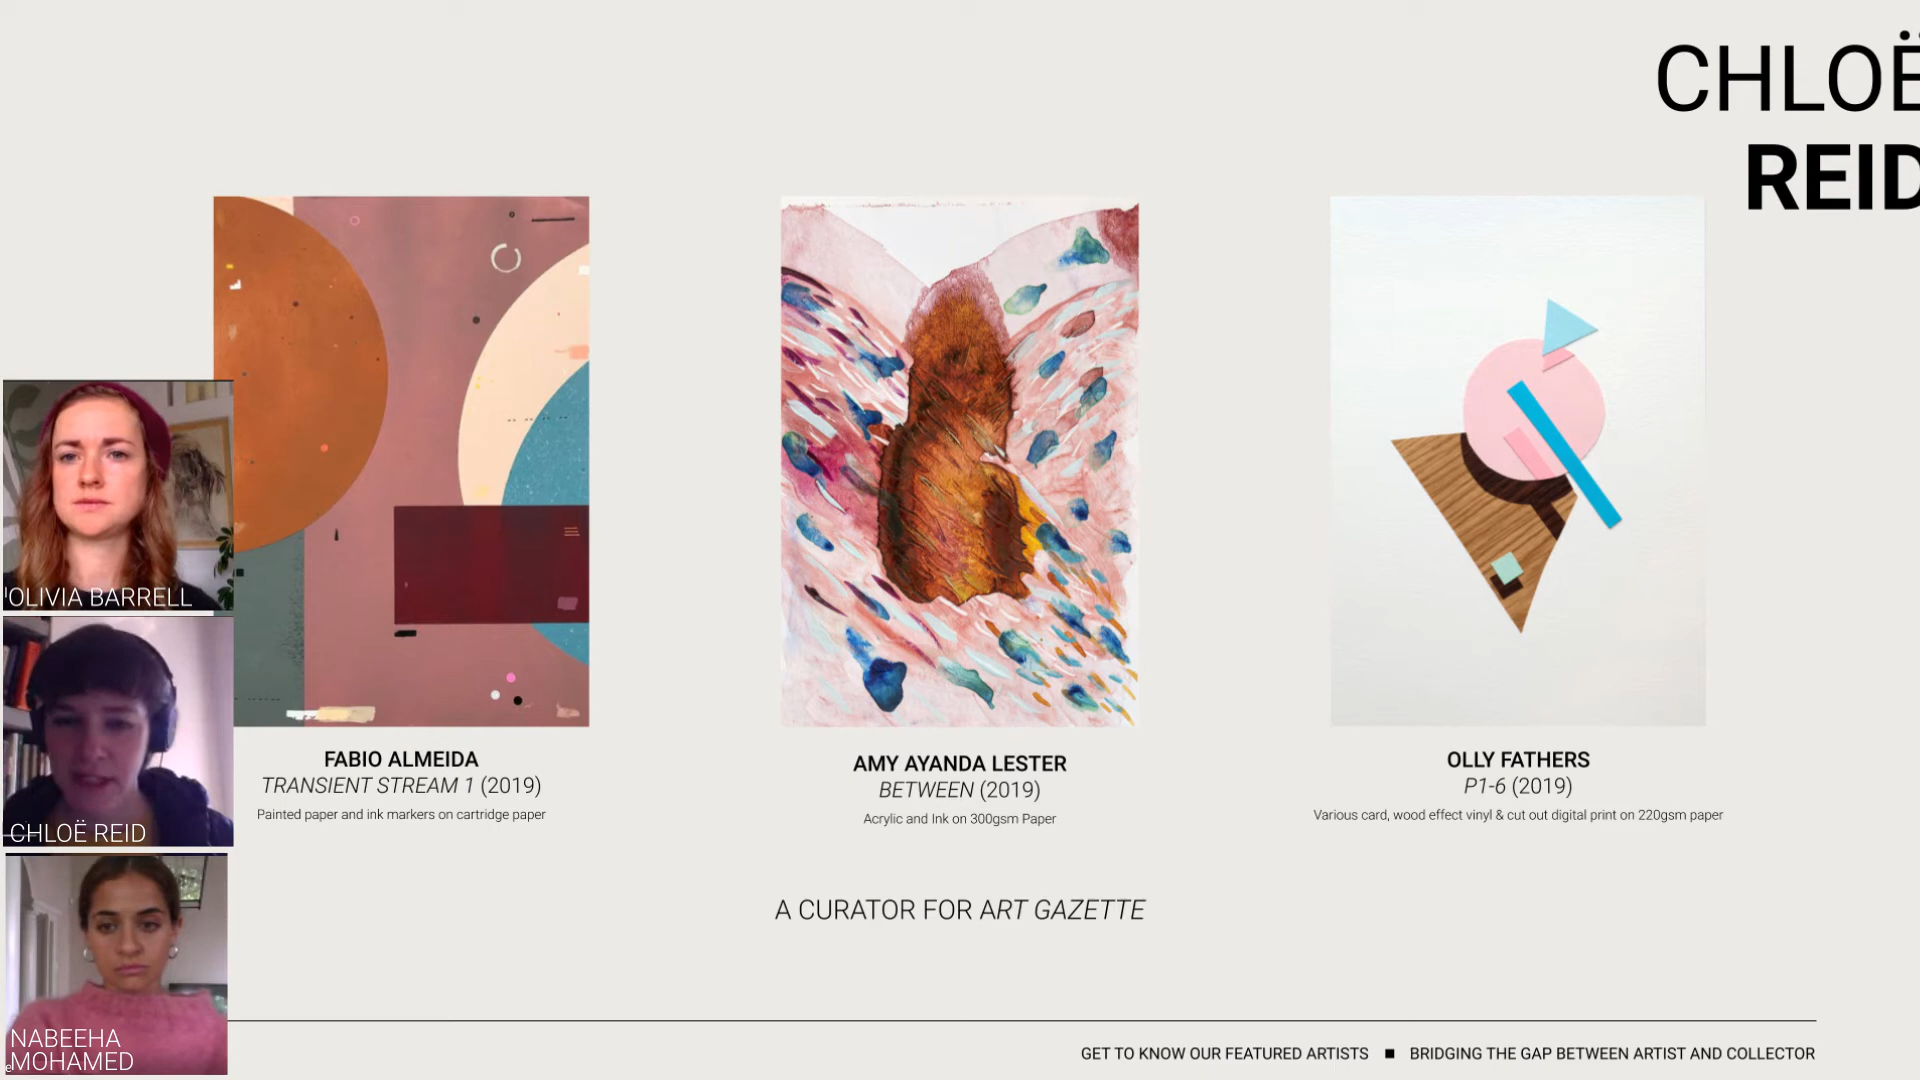 CHLOË
REID
OLIVIA BARRELL
CHLOË REID
NABEEHA
MOHAMED
FABIO ALMEIDA
TRANSIENT STREAM 1 (2019)
Painted paper and ink markers on cartridge paper
AMY AYANDA LESTER
BETWEEN (2019)
Acrylic and Ink on 300gsm Paper
OLLY FATHERS
P1-6 (2019)
Various card, wood effect vinyl & cut out digital print on 220gsm paper
A CURATOR FOR ART GAZETTE
GET TO KNOW OUR FEATURED ARTISTS ■ BRIDGING THE GAP BETWEEN ARTIST AND COLLECTOR